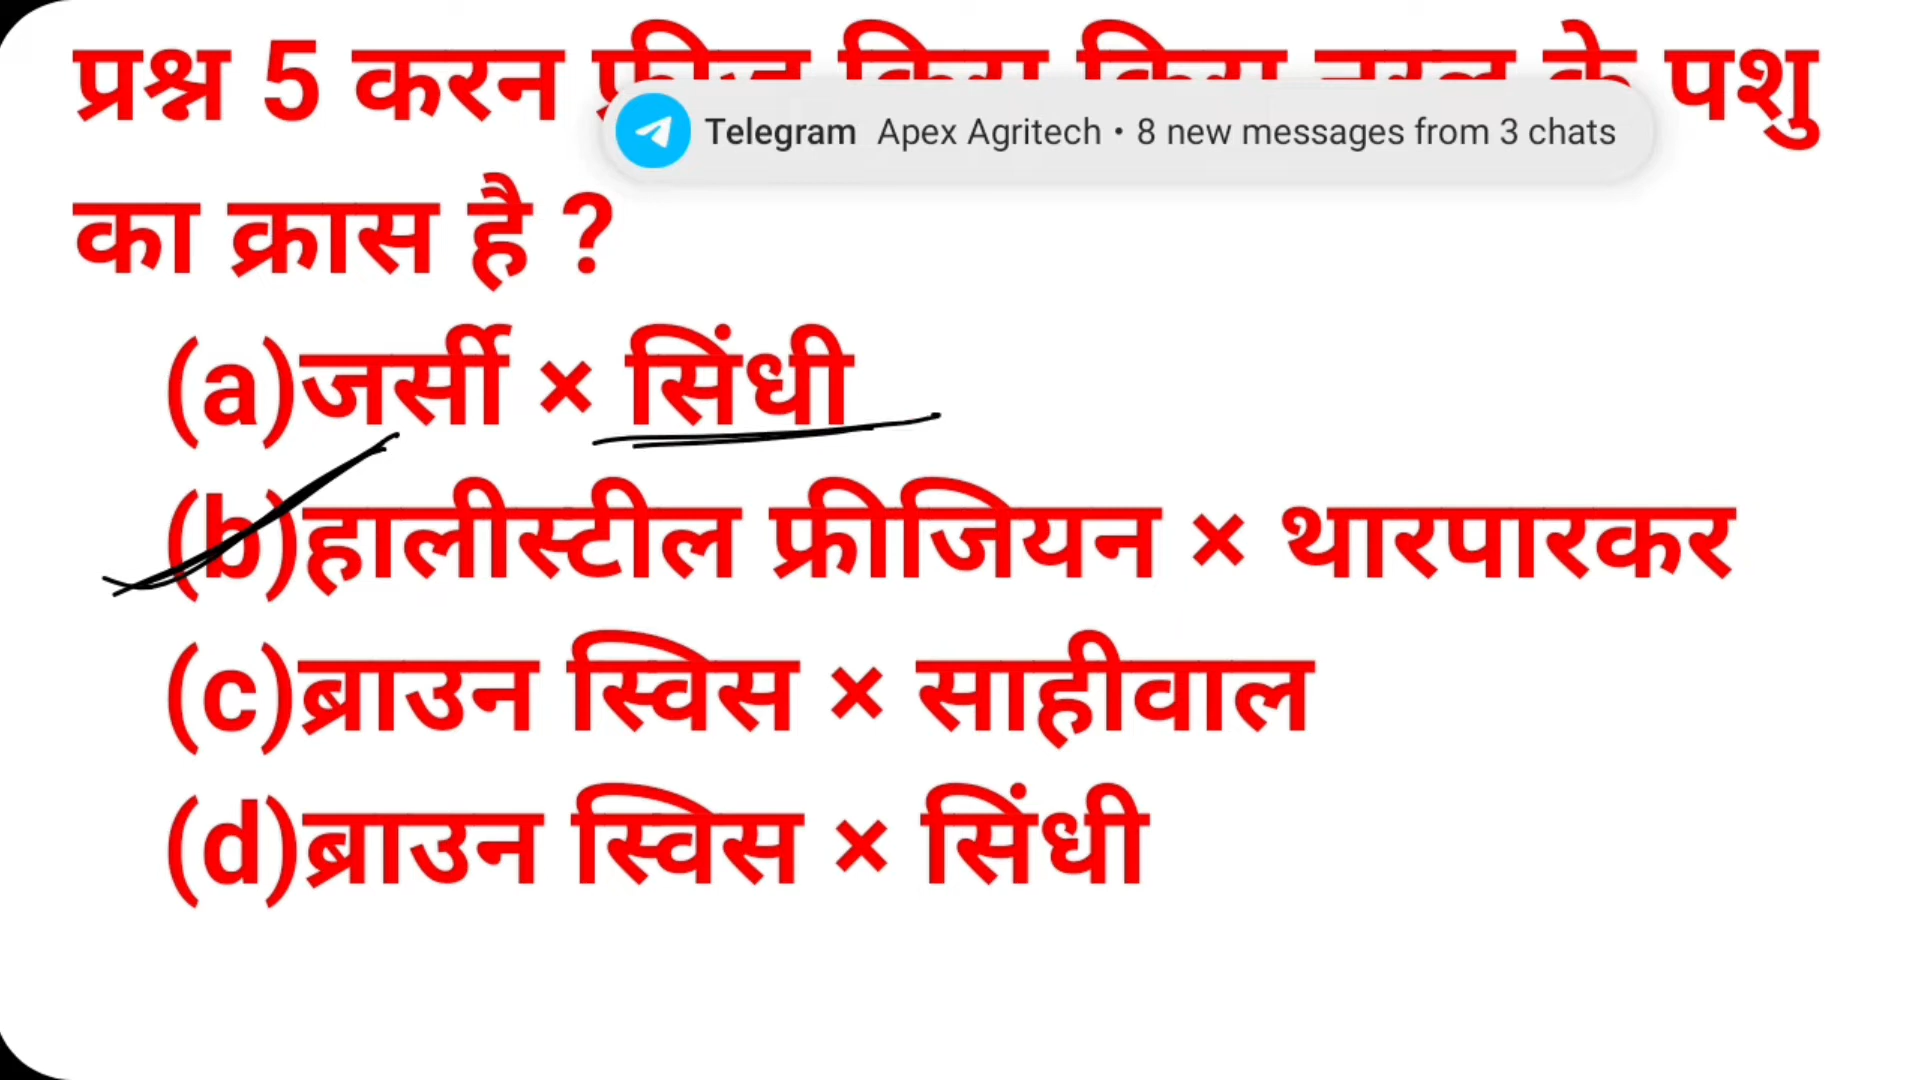 प्रश्न 5 करन फ्रीज किस किस नस्ल के पशु
Telegram Apex Agritech • 8 new messages from 3 chats
का क्रास है ?
(a)जर्सी × सिंधी
(b)हालीस्टील फ्रीजियन × थारपारकर
(c)ब्राउन स्विस × साहीवाल
(d)ब्राउन स्विस × सिंधी